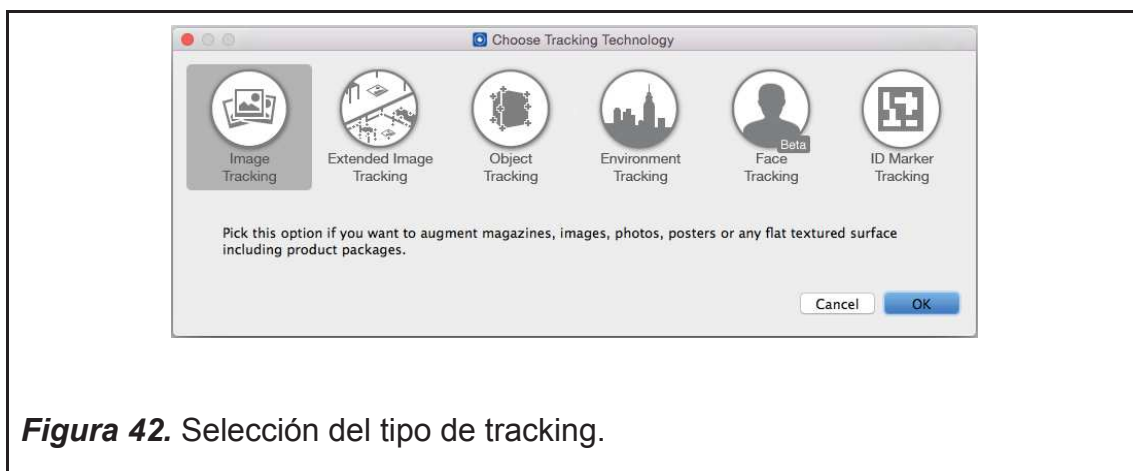 Choose Tracking Technology
Image
Tracking
Extended Image
Tracking
Object
Tracking
Environment
Tracking
Beta
Face
Tracking
ID Marker
Tracking
Pick this option if you want to augment magazines, images, photos, posters or any flat textured surface
including product packages.
Cancel
OK
Figura 42. Selección del tipo de tracking.